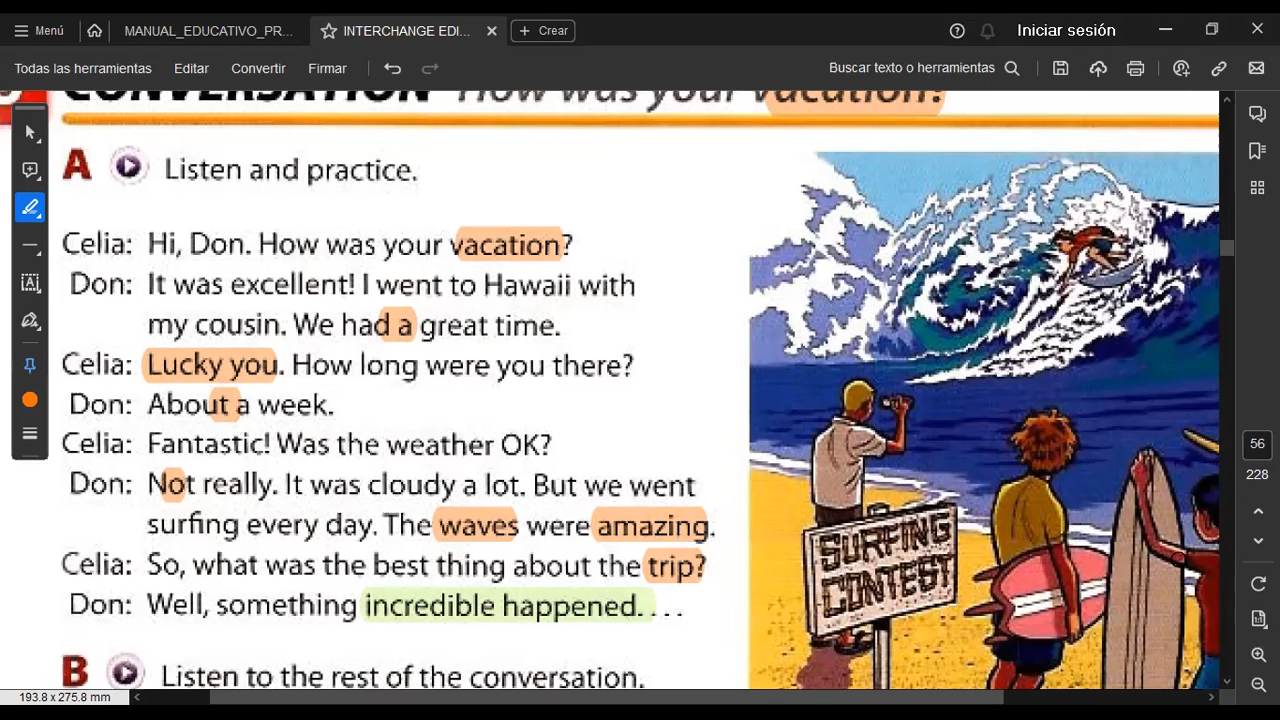 Menú
MANUAL_EDUCATIVO_PR...
INTERCHANGE EDI...
Crear
Iniciar sesión
Todas las herramientas
Editar
Convertir
Firmar
Buscar texto o herramientas
CONVERSATION How was your vacation?
A Listen and practice.
Celia: Hi, Don. How was your vacation?
Don: It was excellent! I went to Hawaii with
my cousin. We had a great time.
Celia: Lucky you. How long were you there?
Don: About a week.
Celia: Fantastic! Was the weather OK?
Don: Not really. It was cloudy a lot. But we went
surfing every day. The waves were amazing.
Celia: So, what was the best thing about the trip?
Don: Well, something incredible happened. . . .
B Listen to the rest of the conversation.
SURFING
CONTEST
56
228
193.8 x 275.8 mm